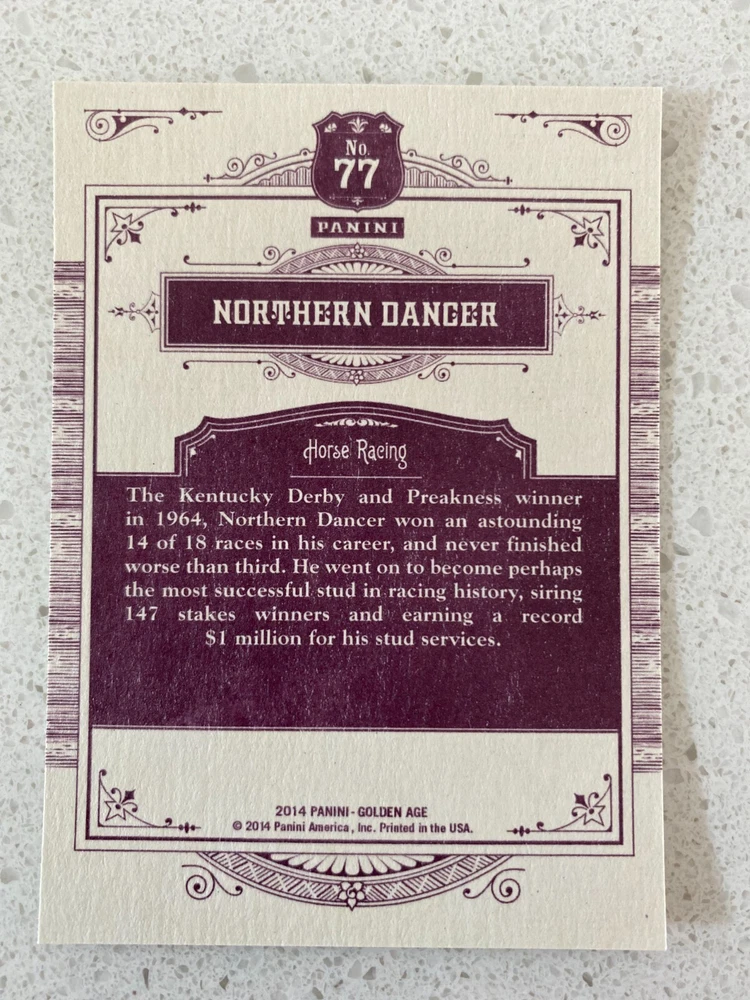 No.
77
PANINI
NORTHERN DANCER
Horse Racing
The Kentucky Derby and Preakness winner
in 1964, Northern Dancer won an astounding
14 of 18 races in his career, and never finished
worse than third. He went on to become perhaps
the most successful stud in racing history, siring
147 stakes winners and earning a record
$1 million for his stud services.
2014 PANINI - GOLDEN AGE
© 2014 Panini America, Inc. Printed in the USA.